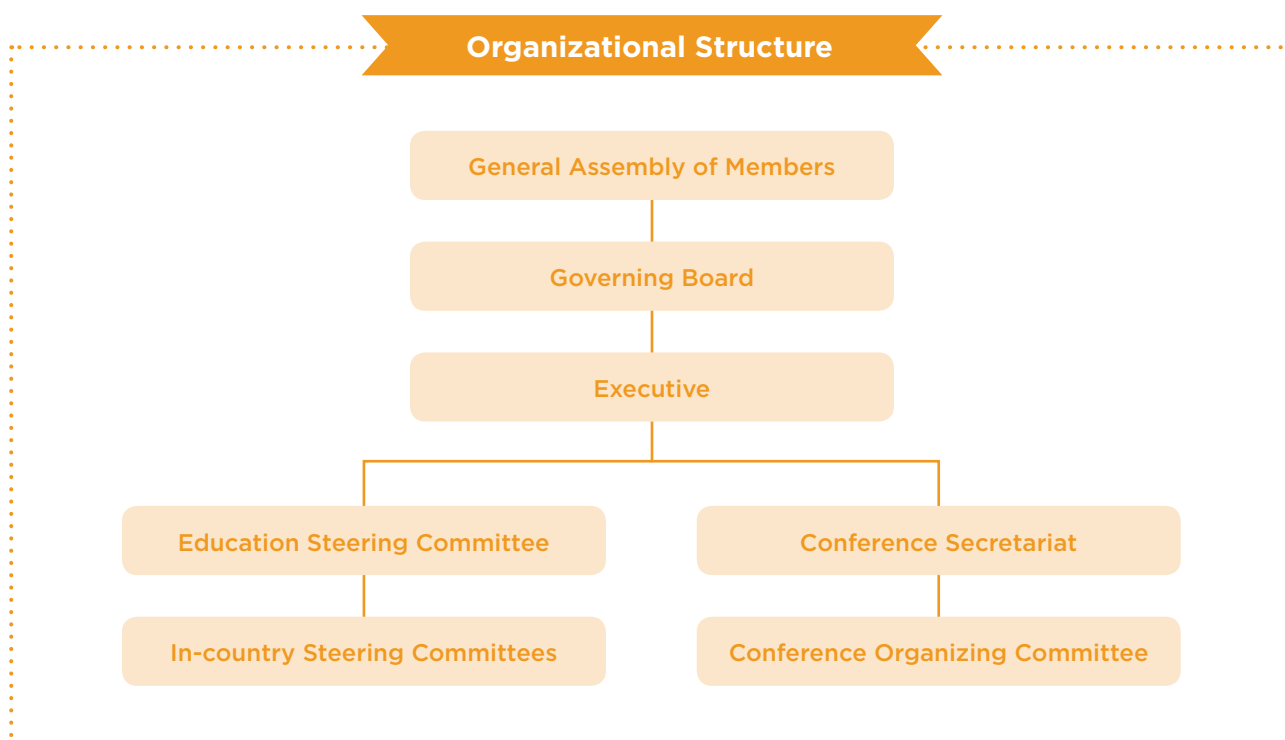 Organizational Structure
General Assembly of Members
Governing Board
Executive
Education Steering Committee
Conference Secretariat
In-country Steering Committees
Conference Organizing Committee